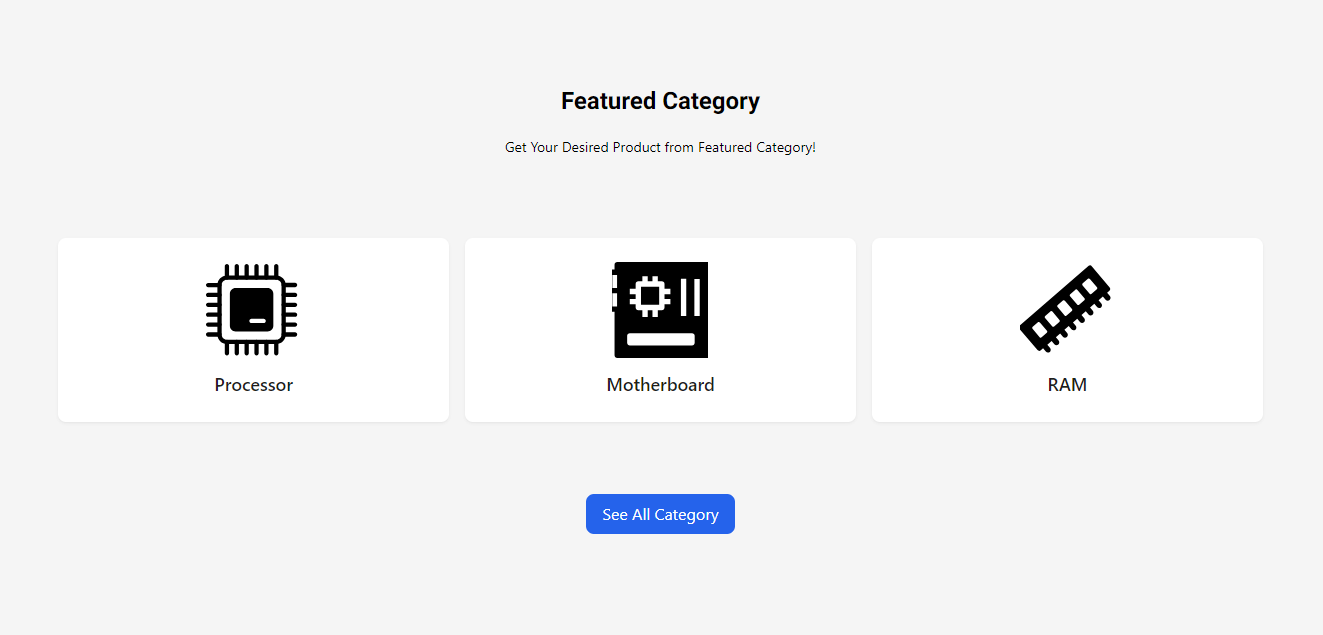 Featured Category
Get Your Desired Product from Featured Category!
Processor
Motherboard
RAM
See All Category